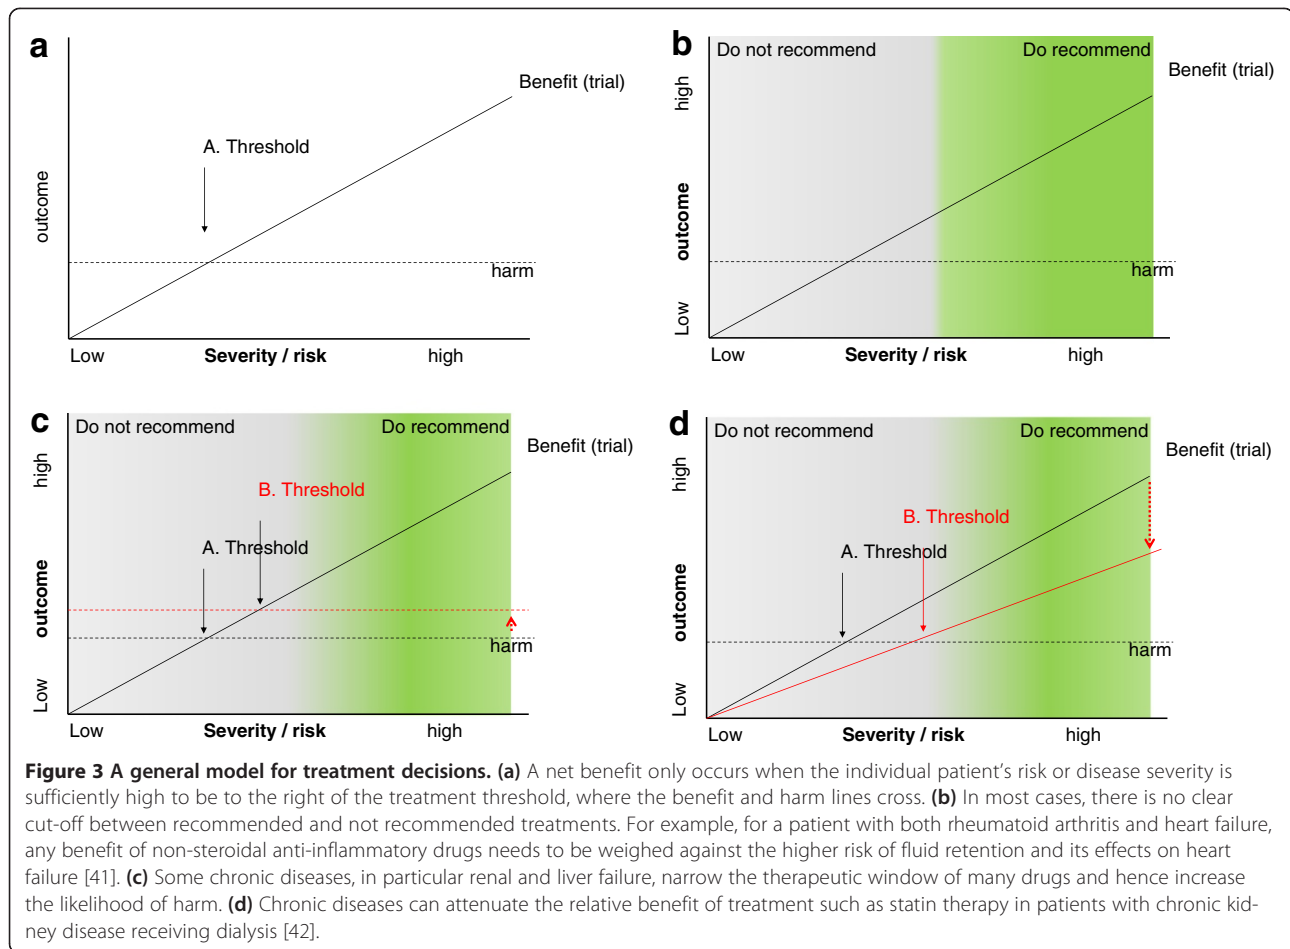 a
Benefit (trial)
A. Threshold
outcome
harm
Low
Severity / risk
high
b
Do not recommend
Do recommend
Benefit (trial)
high
outcome
harm
Low
Low
Severity / risk
high
c
Do not recommend
Do recommend
Benefit (trial)
high
B. Threshold
A. Threshold
outcome
harm
Low
Low
Severity / risk
high
d
Do not recommend
Do recommend
Benefit (trial)
high
B. Threshold
A. Threshold
outcome
harm
Low
Low
Severity / risk
high
Figure 3 A general model for treatment decisions. (a) A net benefit only occurs when the individual patient's risk or disease severity is
sufficiently high to be to the right of the treatment threshold, where the benefit and harm lines cross. (b) In most cases, there is no clear
cut-off between recommended and not recommended treatments. For example, for a patient with both rheumatoid arthritis and heart failure,
any benefit of non-steroidal anti-inflammatory drugs needs to be weighed against the higher risk of fluid retention and its effects on heart
failure [41]. (c) Some chronic diseases, in particular renal and liver failure, narrow the therapeutic window of many drugs and hence increase
the likelihood of harm. (d) Chronic diseases can attenuate the relative benefit of treatment such as statin therapy in patients with chronic kid-
ney disease receiving dialysis [42].